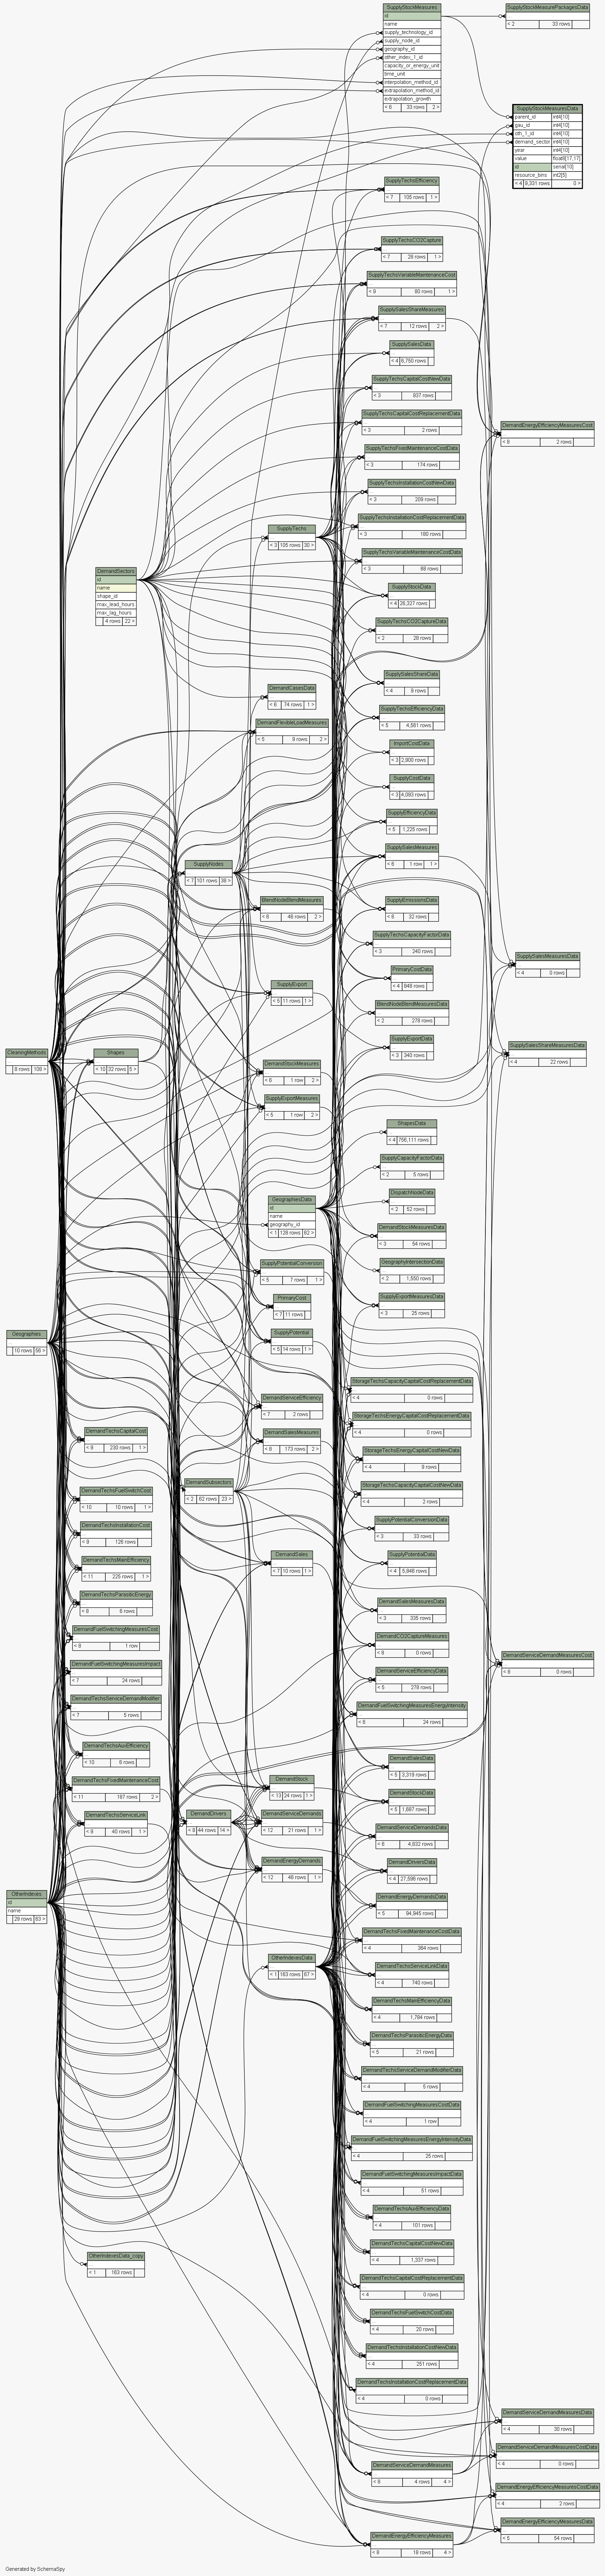 SupplyStockMeasures
id
name
supply_technology_id
supply_node_id
geography_id
other_index_1_id
capacity_or_energy_unit
time_unit
interpolation_method_id
extrapolation_method_id
extrapolation_growth
< 6 33 rows 2 >
SupplyStockMeasurePackagesData
...
< 2 33 rows
SupplyStockMeasuresData
parent_id int4[10]
gau_id int4[10]
oth_1_id int4[10]
demand_sector int4[10]
year int4[10]
value float8[17,17]
id serial[10]
resource_bins int2[5]
< 4 9,331 rows 0 >
SupplyTechsEfficiency
...
< 7 105 rows 1 >
SupplyTechsCO2Capture
...
< 7 28 rows 1 >
SupplyTechsVariableMaintenanceCost
...
< 9 80 rows 1 >
SupplySalesShareMeasures
...
< 7 12 rows 2 >
SupplySalesData
...
< 4 6,750 rows
SupplyTechsCapitalCostNewData
...
< 3 837 rows
SupplyTechsCapitalCostReplacementData
...
< 3 2 rows
DemandEnergyEfficiencyMeasuresCost
...
< 8 2 rows
SupplyTechsFixedMaintenanceCostData
...
< 3 174 rows
SupplyTechsInstallationCostNewData
...
< 3 209 rows
SupplyTechsInstallationCostReplacementData
...
< 3 180 rows
SupplyTechs
...
< 3 105 rows 30 >
SupplyTechsVariableMaintenanceCostData
...
< 3 88 rows
DemandSectors
id
name
shape_id
max_lead_hours
max_lag_hours
4 rows 22 >
SupplyStockData
...
< 4 26,327 rows
SupplyTechsCO2CaptureData
...
< 2 28 rows
SupplySalesShareData
...
< 4 9 rows
DemandCasesData
...
< 6 74 rows 1 >
SupplyTechsEfficiencyData
...
< 5 4,561 rows
DemandFlexibleLoadMeasures
...
< 5 9 rows 2 >
ImportCostData
...
< 3 2,900 rows
SupplyCostData
...
< 3 4,093 rows
SupplyEfficiencyData
...
< 5 1,225 rows
SupplySalesMeasures
...
< 6 1 row 1 >
SupplyNodes
...
< 7 101 rows 38 >
BlendNodeBlendMeasures
...
< 6 46 rows 2 >
SupplyEmissionsData
...
< 6 32 rows
SupplyTechsCapacityFactorData
...
< 3 240 rows
SupplySalesMeasuresData
...
< 4 0 rows
PrimaryCostData
...
< 4 848 rows
SupplyExport
...
< 5 11 rows 1 >
BlendNodeBlendMeasuresData
...
< 2 278 rows
SupplyExportData
...
< 3 340 rows
SupplySalesShareMeasuresData
...
< 4 22 rows
CleaningMethods
...
8 rows 108 >
Shapes
...
< 10 32 rows 5 >
DemandStockMeasures
...
< 6 1 row 2 >
SupplyExportMeasures
...
< 5 1 row 2 >
ShapesData
...
< 4 756,111 rows
SupplyCapacityFactorData
...
< 2 5 rows
DispatchNodeData
...
< 2 52 rows
GeographiesData
id
name
geography_id
< 1 128 rows 62 >
DemandStockMeasuresData
...
< 3 54 rows
GeographyIntersectionData
...
< 2 1,550 rows
SupplyPotentialConversion
...
< 5 7 rows 1 >
SupplyExportMeasuresData
...
< 3 25 rows
PrimaryCost
...
< 7 11 rows
SupplyPotential
...
< 5 14 rows 1 >
Geographies
...
10 rows 56 >
StorageTechsCapacityCapitalCostReplacementData
...
< 4 0 rows
DemandServiceEfficiency
...
< 7 2 rows
StorageTechsEnergyCapitalCostReplacementData
...
< 4 0 rows
DemandTechsCapitalCost
...
< 9 230 rows 1 >
DemandSalesMeasures
...
< 8 173 rows 2 >
StorageTechsEnergyCapitalCostNewData
...
< 4 9 rows
DemandSubsectors
...
< 2 62 rows 23 >
DemandTechsFuelSwitchCost
...
< 10 10 rows 1 >
StorageTechsCapacityCapitalCostNewData
...
< 4 2 rows
DemandTechsInstallationCost
...
< 9 126 rows
SupplyPotentialConversionData
...
< 3 33 rows
DemandTechsMainEfficiency
...
< 11 225 rows 1 >
DemandSales
...
< 7 10 rows 1 >
SupplyPotentialData
...
< 4 5,846 rows
DemandTechsParasiticEnergy
...
< 8 6 rows
DemandSalesMeasuresData
...
< 3 335 rows
DemandFuelSwitchingMeasuresCost
...
< 8 1 row
DemandCO2CaptureMeasures
...
< 8 0 rows
DemandServiceDemandMeasuresCost
...
< 8 0 rows
DemandFuelSwitchingMeasuresImpact
...
< 7 24 rows
DemandServiceEfficiencyData
...
< 5 278 rows
DemandTechsServiceDemandModifier
...
< 7 5 rows
DemandFuelSwitchingMeasuresEnergyIntensity
...
< 8 24 rows
DemandTechsAuxEfficiency
...
< 10 6 rows
DemandSalesData
...
< 5 3,319 rows
DemandTechsFixedMaintenanceCost
...
< 11 187 rows 2 >
DemandStock
...
< 13 24 rows 1 >
DemandStockData
...
< 5 1,687 rows
DemandTechsServiceLink
...
< 9 40 rows 1 >
DemandDrivers
...
< 8 44 rows 14 >
DemandServiceDemands
...
< 12 21 rows 1 >
DemandServiceDemandsData
...
< 6 4,832 rows
DemandEnergyDemands
...
< 12 46 rows 1 >
DemandDriversData
...
< 4 27,596 rows
OtherIndexes
id
name
29 rows 63 >
DemandEnergyDemandsData
...
< 5 94,945 rows
DemandTechsFixedMaintenanceCostData
...
< 4 364 rows
OtherIndexesData
...
< 1 163 rows 67 >
DemandTechsServiceLinkData
...
< 4 740 rows
DemandTechsMainEfficiencyData
...
< 4 1,794 rows
DemandTechsParasiticEnergyData
...
< 5 21 rows
DemandTechsServiceDemandModifierData
...
< 4 5 rows
DemandFuelSwitchingMeasuresCostData
...
< 4 1 row
DemandFuelSwitchingMeasuresEnergyIntensityData
...
< 4 25 rows
DemandFuelSwitchingMeasuresImpactData
...
< 4 51 rows
DemandTechsAuxEfficiencyData
...
< 4 101 rows
OtherIndexesData_copy
...
< 1 163 rows
DemandTechsCapitalCostNewData
...
< 4 1,337 rows
DemandTechsCapitalCostReplacementData
...
< 4 0 rows
DemandTechsFuelSwitchCostData
...
< 4 20 rows
DemandTechsInstallationCostNewData
...
< 4 251 rows
DemandTechsInstallationCostReplacementData
...
< 4 0 rows
DemandServiceDemandMeasuresData
...
< 4 30 rows
DemandServiceDemandMeasuresCostData
...
< 4 0 rows
DemandServiceDemandMeasures
...
< 8 4 rows 4 >
DemandEnergyEfficiencyMeasuresCostData
...
< 4 2 rows
DemandEnergyEfficiencyMeasuresData
...
< 5 54 rows
DemandEnergyEfficiencyMeasures
...
< 8 18 rows 4 >
Generated by SchemaSpy